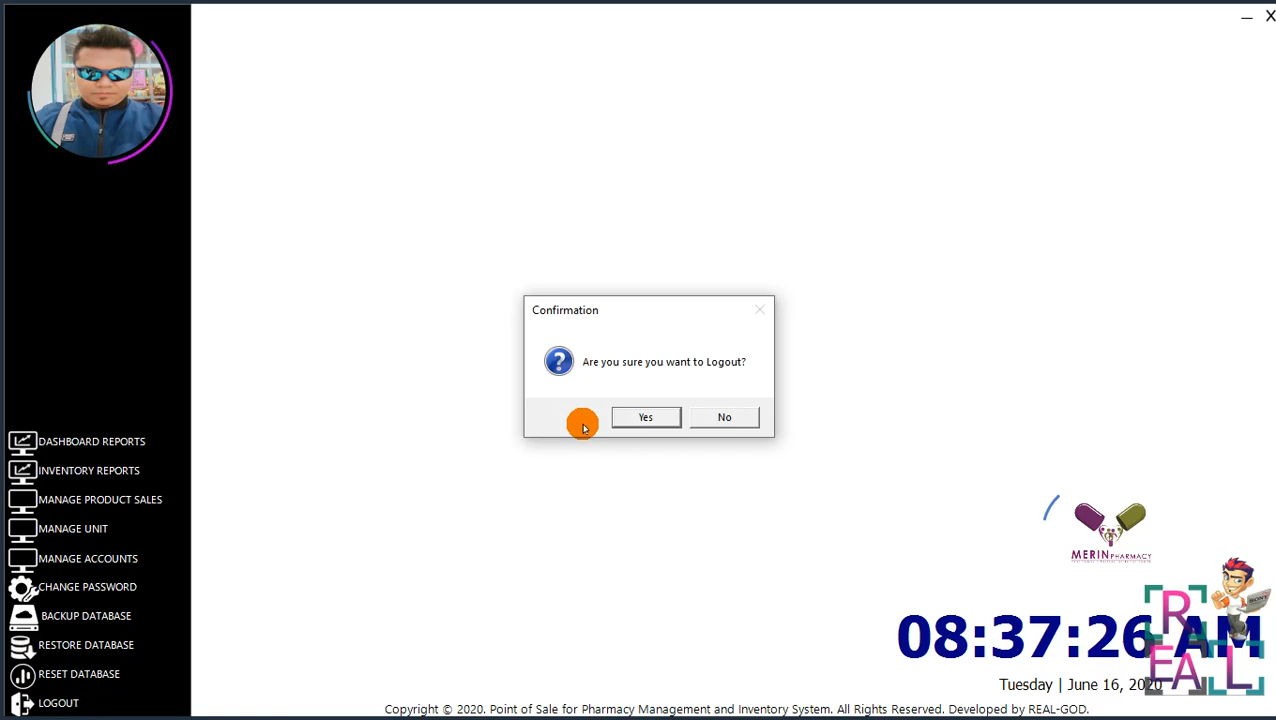 X
Confirmation
Are you sure you want to Logout?
Yes
No
DASHBOARD REPORTS
INVENTORY REPORTS
MANAGE PRODUCT SALES
MANAGE UNIT
MANAGE ACCOUNTS
CHANGE PASSWORD
BACKUP DATABASE
RESTORE DATABASE
RESET DATABASE
LOGOUT
MERIN PHARMACY
SONY
REAL
08:37:26 AM
Tuesday | June 16, 2020
Copyright © 2020. Point of Sale for Pharmacy Management and Inventory System. All Rights Reserved. Developed by REAL-GOD.